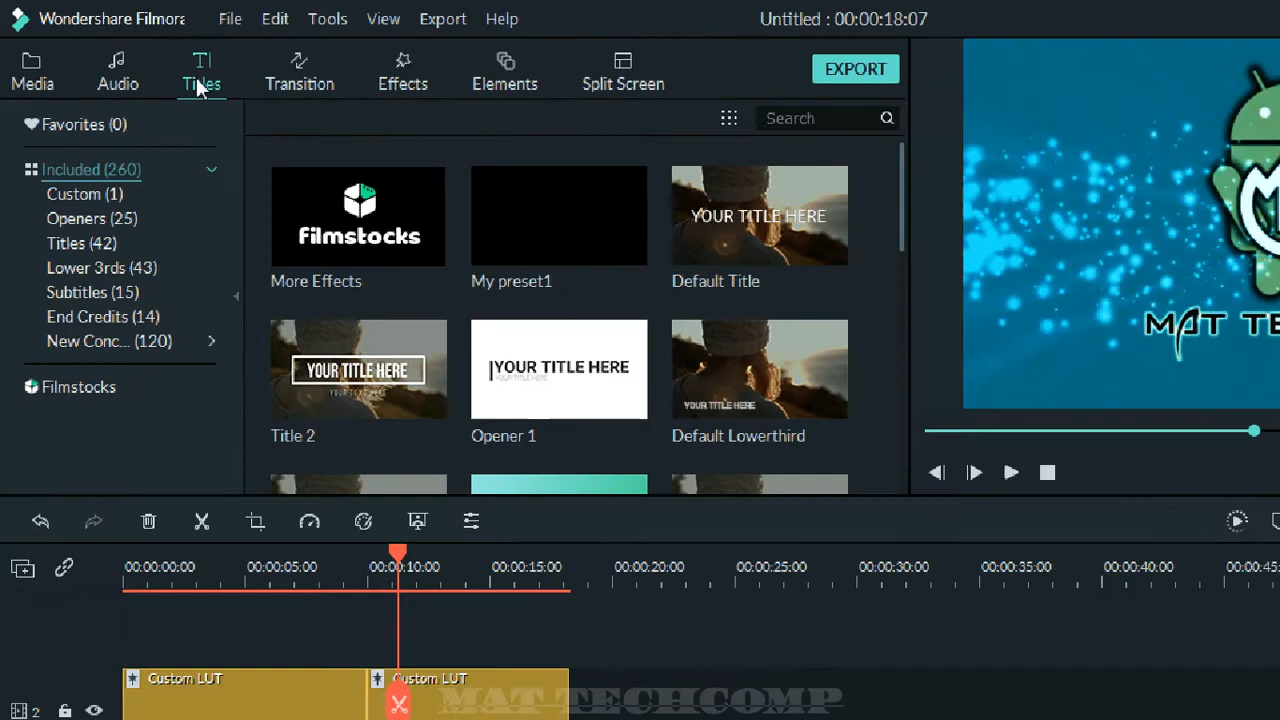 Wondershare Filmora File Edit Tools View Export Help Untitled : 00:00:18:07
Media Audio Titles Transition Effects Elements Split Screen EXPORT
Favorites (0)
Search
Included (260)
Custom (1)
Openers (25)
Titles (42)
Lower 3rds (43)
Subtitles (15)
End Credits (14)
New Conc... (120)
Filmstocks
filmstocks
YOUR TITLE HERE
More Effects My preset1 Default Title
YOUR TITLE HERE
YOUR TITLE HERE
YOUR TITLE HERE
Title 2 Opener 1 Default Lowerthird
MAT TE
00:00:00:00 00:00:05:00 00:00:10:00 00:00:15:00 00:00:20:00 00:00:25:00 00:00:30:00 00:00:35:00 00:00:40:00 00:00:45:
Custom LUT Custom LUT
MAT TECHCOMP
2